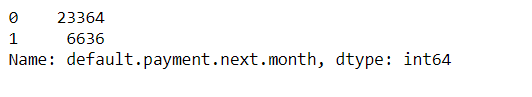 0    23364
1     6636
Name: default.payment.next.month, dtype: int64